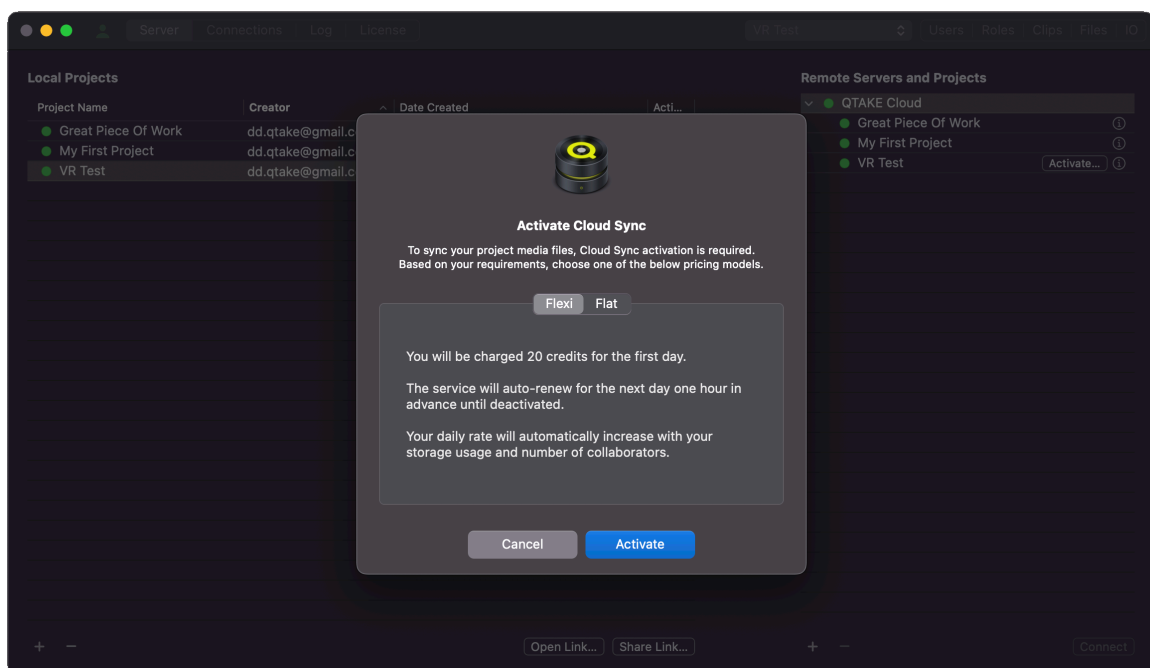 Server Connections Log License VR Test Users Roles Clips Files IO
Local Projects
Project Name Creator Date Created Acti...
Great Piece Of Work dd.qtake@gmail.c
My First Project dd.qtake@gmail.c
VR Test dd.qtake@gmail.c
Remote Servers and Projects
QTAKE Cloud
Great Piece Of Work
My First Project
VR Test Activate...
Activate Cloud Sync
To sync your project media files, Cloud Sync activation is required.
Based on your requirements, choose one of the below pricing models.
Flexi Flat
You will be charged 20 credits for the first day.
The service will auto-renew for the next day one hour in
advance until deactivated.
Your daily rate will automatically increase with your
storage usage and number of collaborators.
Cancel Activate
+ − Open Link... Share Link... + − Connect